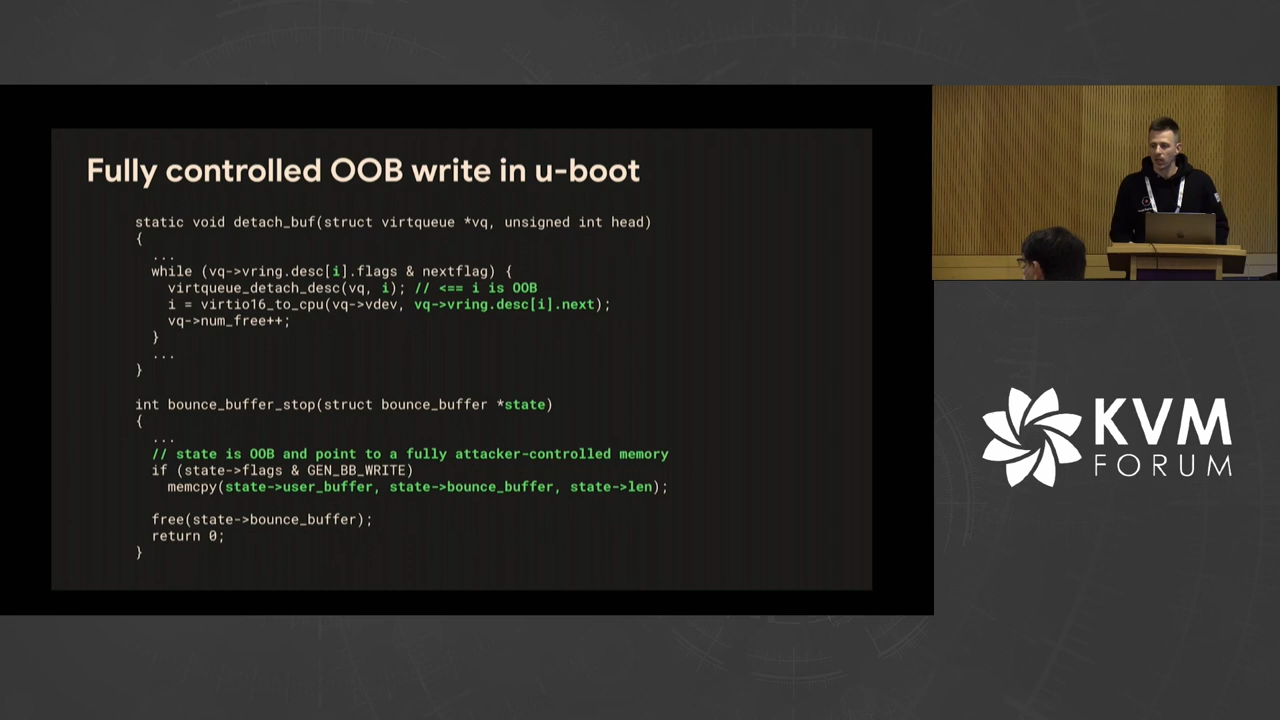 Fully controlled OOB write in u-boot
static void detach_buf(struct virtqueue *vq, unsigned int head)
{
...
while (vq->vring.desc[i].flags & nextflag) {
virtqueue_detach_desc(vq, i); // <== i is OOB
i = virtio16_to_cpu(vq->vdev, vq->vring.desc[i].next);
vq->num_free++;
}
...
}
int bounce_buffer_stop(struct bounce_buffer *state)
{
...
// state is OOB and point to a fully attacker-controlled memory
if (state->flags & GEN_BB_WRITE)
memcpy(state->user_buffer, state->bounce_buffer, state->len);
free(state->bounce_buffer);
return 0;
}
KVM
FORUM